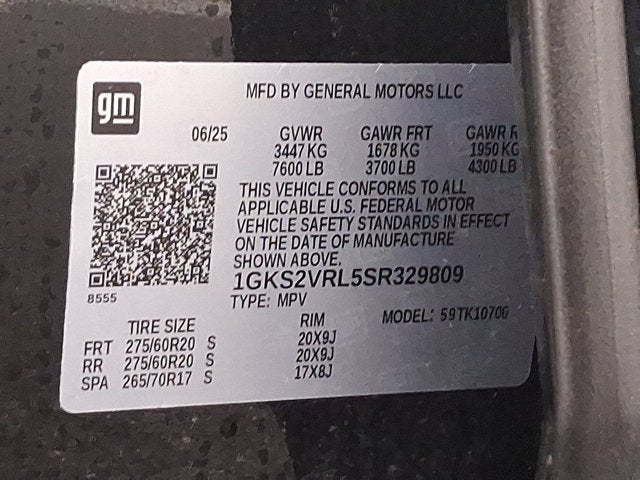 gm
MFD BY GENERAL MOTORS LLC
06/25 GVWR GAWR FRT GAWR R
3447 KG 1678 KG 1950 KG
7600 LB 3700 LB 4300 LB
THIS VEHICLE CONFORMS TO ALL
APPLICABLE U.S. FEDERAL MOTOR
VEHICLE SAFETY STANDARDS IN EFFECT
ON THE DATE OF MANUFACTURE
SHOWN ABOVE.
8555
1GKS2VRL5SR329809
TYPE: MPV
TIRE SIZE RIM MODEL: 59TK10706
FRT 275/60R20 S 20X9J
RR 275/60R20 S 20X9J
SPA 265/70R17 S 17X8J